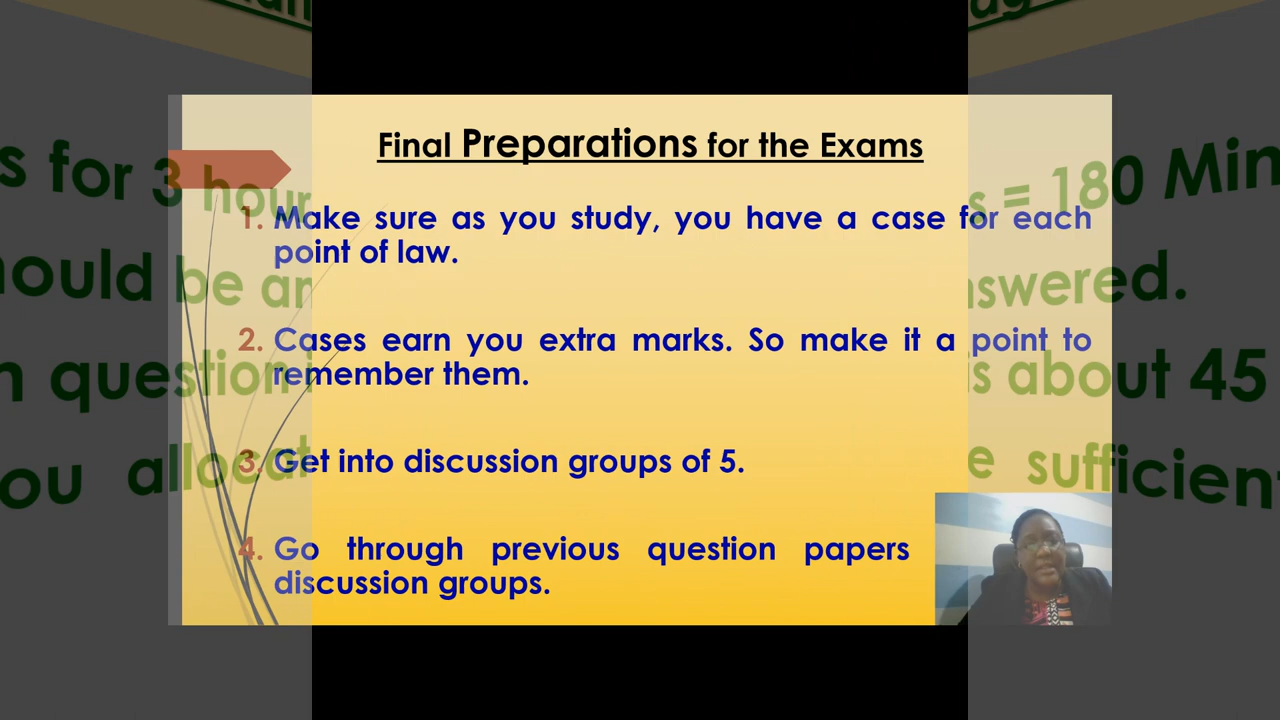 Final Preparations for the Exams
1. Make sure as you study, you have a case for each
point of law.
2. Cases earn you extra marks. So make it a point to
remember them.
3. Get into discussion groups of 5.
4. Go through previous question papers
discussion groups.
s for 3 hour
s = 180 Min
hould be an
nswered.
n question
is about 45
ou allocat
e sufficient